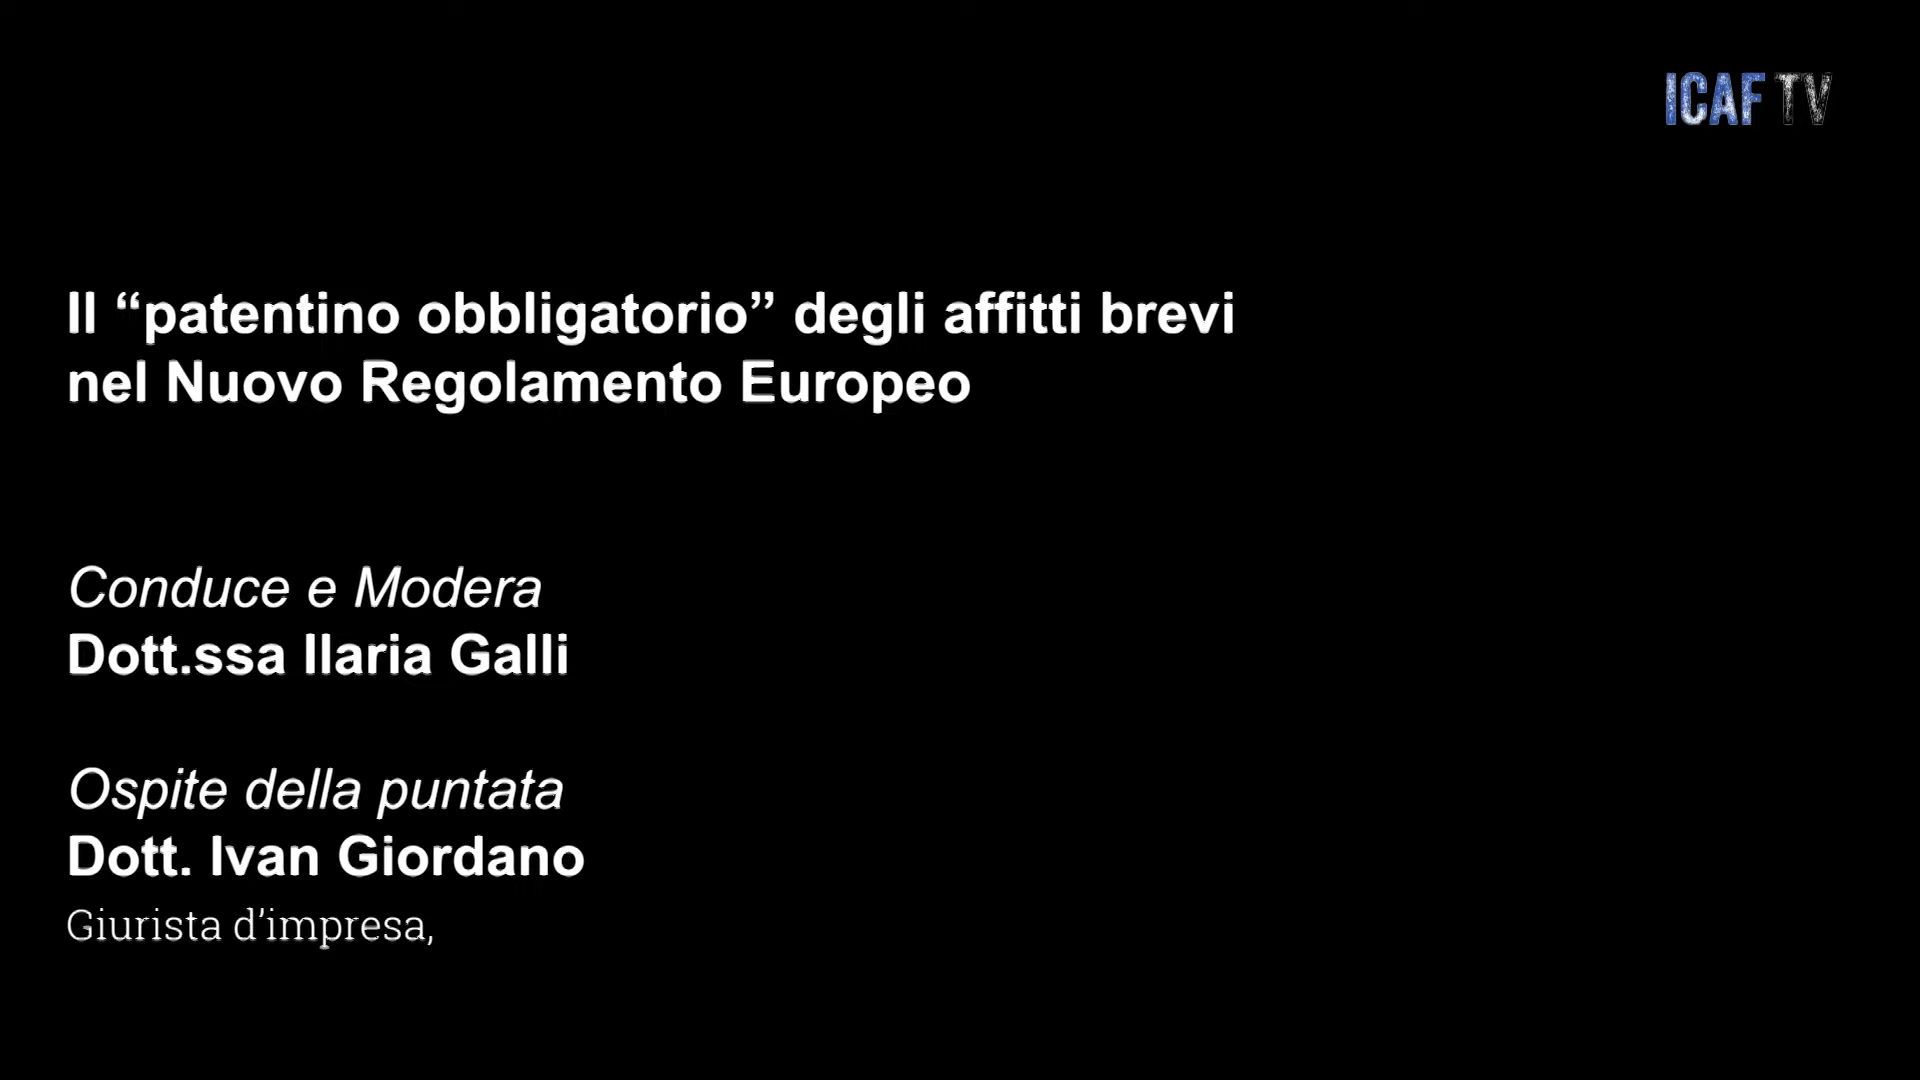 ICAF TV
Il “patentino obbligatorio” degli affitti brevi
nel Nuovo Regolamento Europeo
Conduce e Modera
Dott.ssa Ilaria Galli
Ospite della puntata
Dott. Ivan Giordano
Giurista d’impresa,